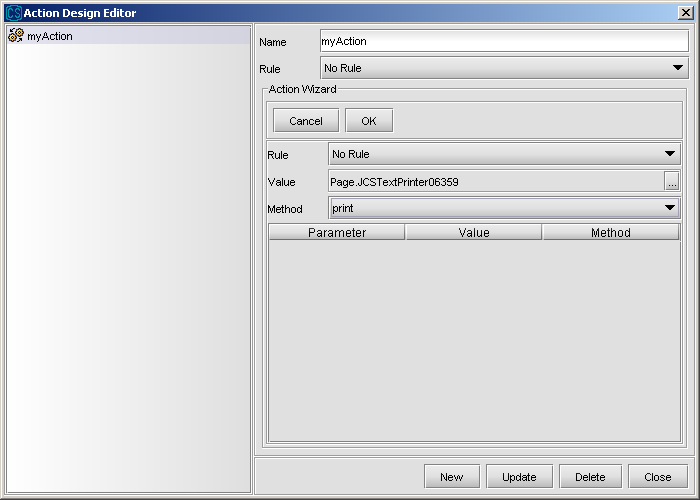 CS Action Design Editor
myAction
Name myAction
Rule No Rule
Action Wizard
Cancel OK
Rule No Rule
Value Page.JCSTextPrinter06359 ...
Method print
Parameter Value Method
New Update Delete Close